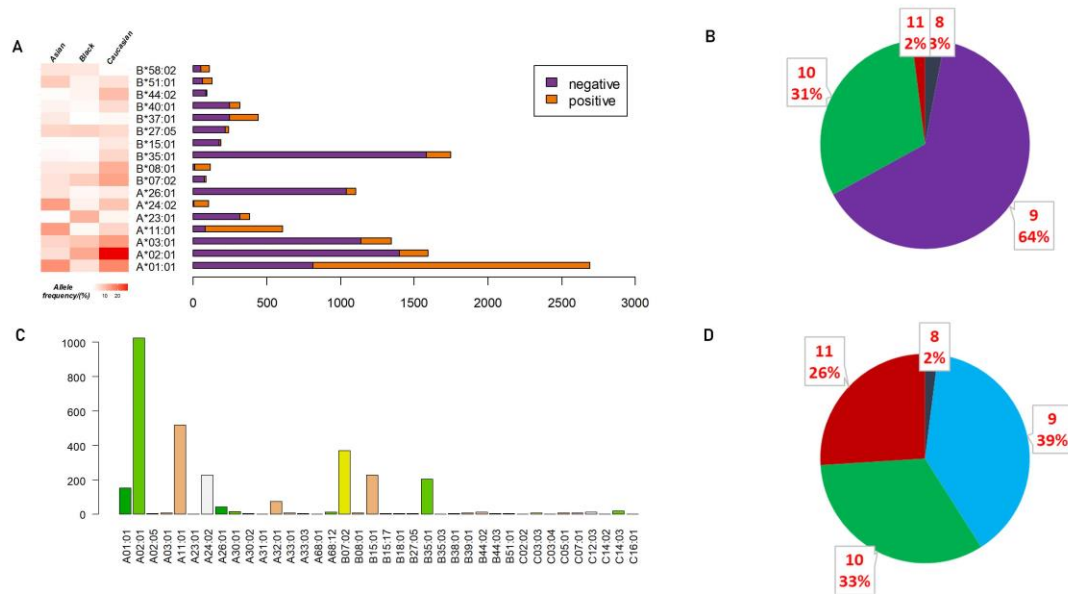 A
Asian
Black
Caucasian
B*58:02
B*51:01
B*44:02
B*40:01
B*37:01
B*27:05
B*15:01
B*35:01
B*08:01
B*07:02
A*26:01
A*24:02
A*23:01
A*11:01
A*03:01
A*02:01
A*01:01
Allele
frequency/(%)
10 20
negative
positive
0 500 1000 1500 2000 2500 3000
B
11
2%
8
3%
10
31%
9
64%
C
1000
800
600
400
200
0
A01:01
A02:01
A02:05
A03:01
A11:01
A23:01
A24:02
A26:01
A30:01
A30:02
A31:01
A32:01
A33:01
A33:03
A68:01
A68:12
B07:02
B08:01
B15:01
B15:17
B18:01
B27:05
B35:01
B35:03
B38:01
B39:01
B44:02
B44:03
B51:01
C02:02
C03:03
C03:04
C05:01
C07:01
C12:03
C14:02
C14:03
C16:01
D
8
2%
11
26%
9
39%
10
33%